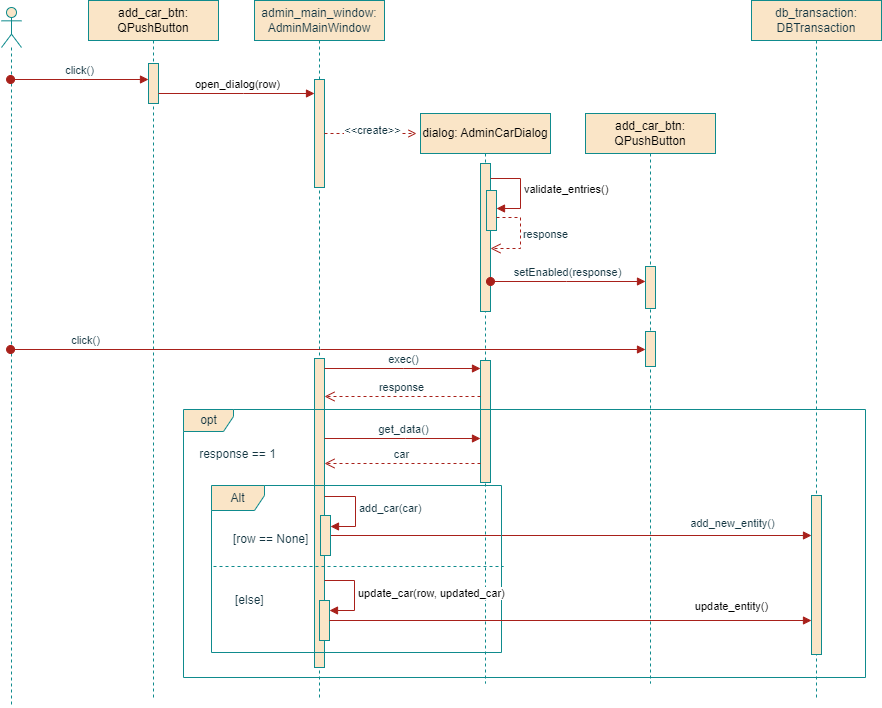 add_car_btn:
QPushButton
admin_main_window:
AdminMainWindow
db_transaction:
DBTransaction
click()
open_dialog(row)
<<create>>
dialog: AdminCarDialog
add_car_btn:
QPushButton
validate_entries()
response
setEnabled(response)
click()
exec()
response
opt
get_data()
response == 1
car
Alt
add_car(car)
add_new_entity()
[row == None]
update_car(row, updated_car)
[else]
update_entity()